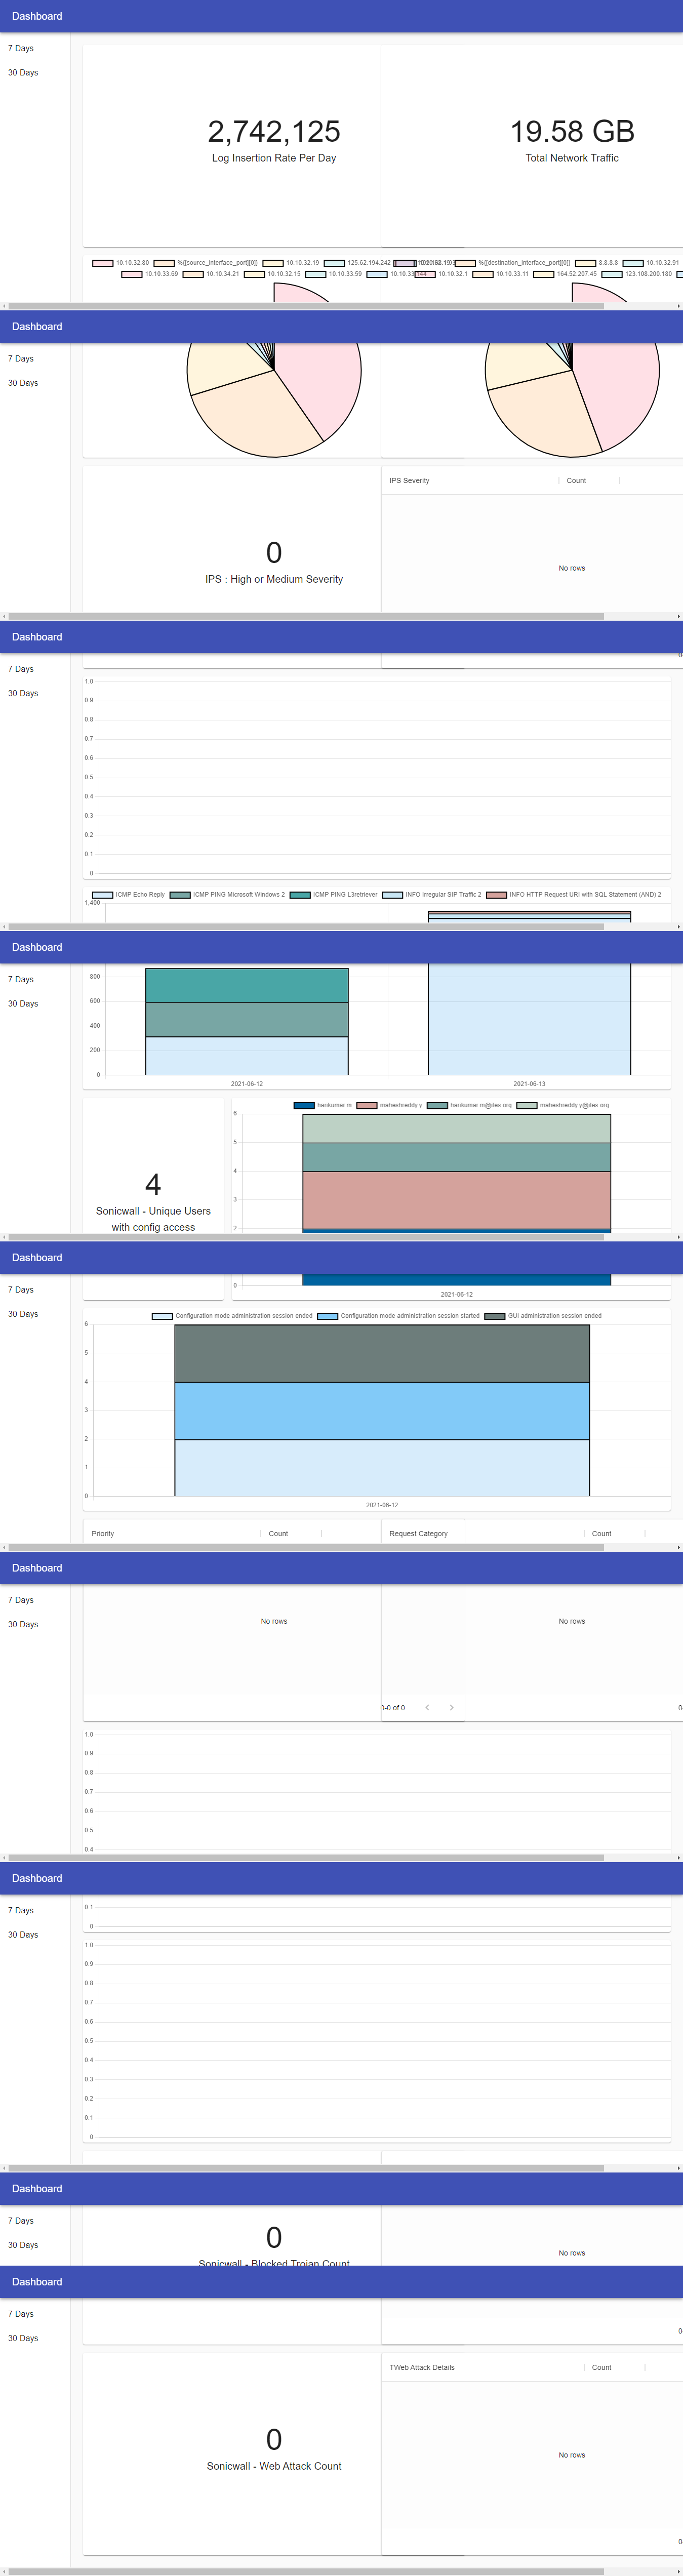 Dashboard
7 Days
30 Days
2,742,125
Log Insertion Rate Per Day
19.58 GB
Total Network Traffic
10.10.32.80 %{[source_interface_port][0]} 10.10.32.19 125.62.194.242
%{[destination_interface_port][0]} 8.8.8.8 10.10.32.91
10.10.33.69 10.10.34.21 10.10.32.15 10.10.33.59
10.10.32.1 10.10.33.11 164.52.207.45 123.108.200.180
Dashboard
7 Days
30 Days
IPS Severity Count
0
IPS : High or Medium Severity
No rows
Dashboard
7 Days
30 Days
1.0
0.9
0.8
0.7
0.6
0.5
0.4
0.3
0.2
0.1
0
ICMP Echo Reply ICMP PING Microsoft Windows 2 ICMP PING L3retriever INFO Irregular SIP Traffic 2 INFO HTTP Request URI with SQL Statement (AND) 2
1,400
Dashboard
7 Days
30 Days
800
600
400
200
0
2021-06-12 2021-06-13
4
Sonicwall - Unique Users
with config access
harikumar.m maheshreddy.y harikumar.m@ites.org maheshreddy.y@ites.org
6
5
4
3
2
Dashboard
7 Days
30 Days
0
2021-06-12
Configuration mode administration session ended Configuration mode administration session started GUI administration session ended
6
5
4
3
2
1
0
2021-06-12
Priority Count Request Category Count
Dashboard
7 Days
30 Days
No rows No rows
0-0 of 0 0-
1.0
0.9
0.8
0.7
0.6
0.5
0.4
Dashboard
7 Days
30 Days
0.1
0
1.0
0.9
0.8
0.7
0.6
0.5
0.4
0.3
0.2
0.1
0
Dashboard
7 Days
30 Days
0
Sonicwall - Blocked Trojan Count
No rows
Dashboard
7 Days
30 Days
0-
0
Sonicwall - Web Attack Count
TWeb Attack Details Count
No rows
0-